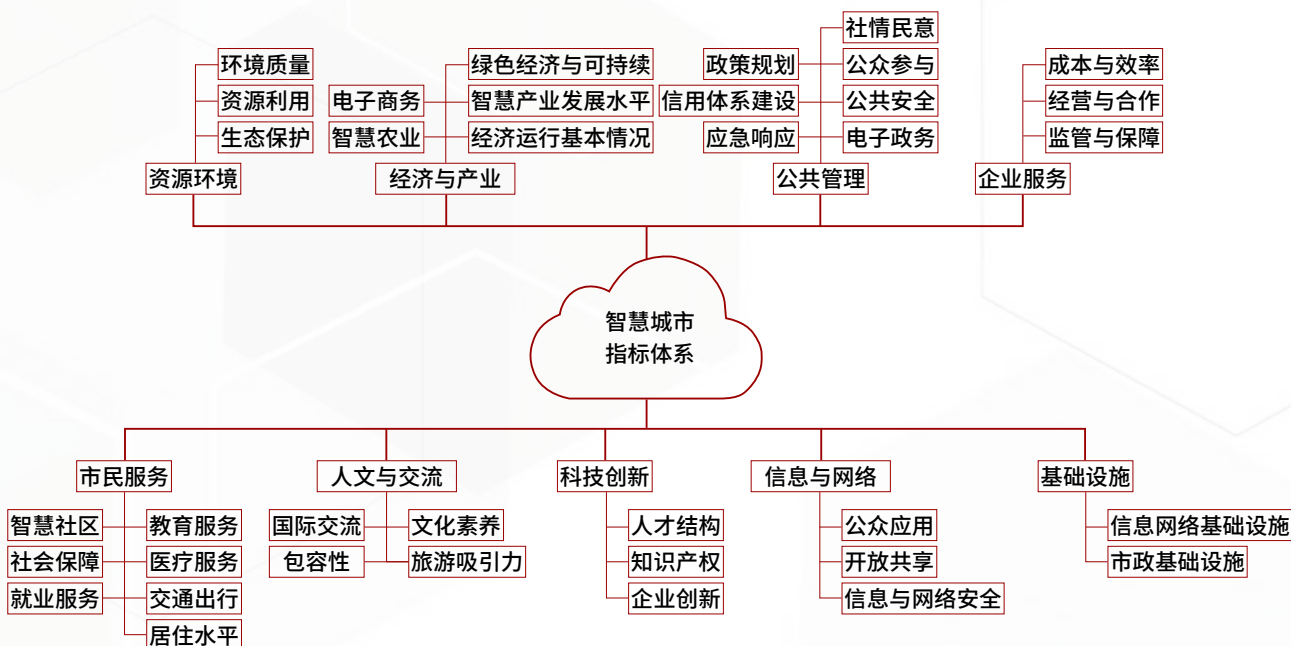 社情民意
环境质量
绿色经济与可持续
政策规划
公众参与
成本与效率
资源利用
电子商务
智慧产业发展水平
信用体系建设
公共安全
经营与合作
生态保护
智慧农业
经济运行基本情况
应急响应
电子政务
监管与保障
资源环境
经济与产业
公共管理
企业服务
智慧城市
指标体系
市民服务
人文与交流
科技创新
信息与网络
基础设施
智慧社区
教育服务
国际交流
文化素养
人才结构
公众应用
信息网络基础设施
社会保障
医疗服务
包容性
旅游吸引力
知识产权
开放共享
市政基础设施
就业服务
交通出行
企业创新
信息与网络安全
居住水平